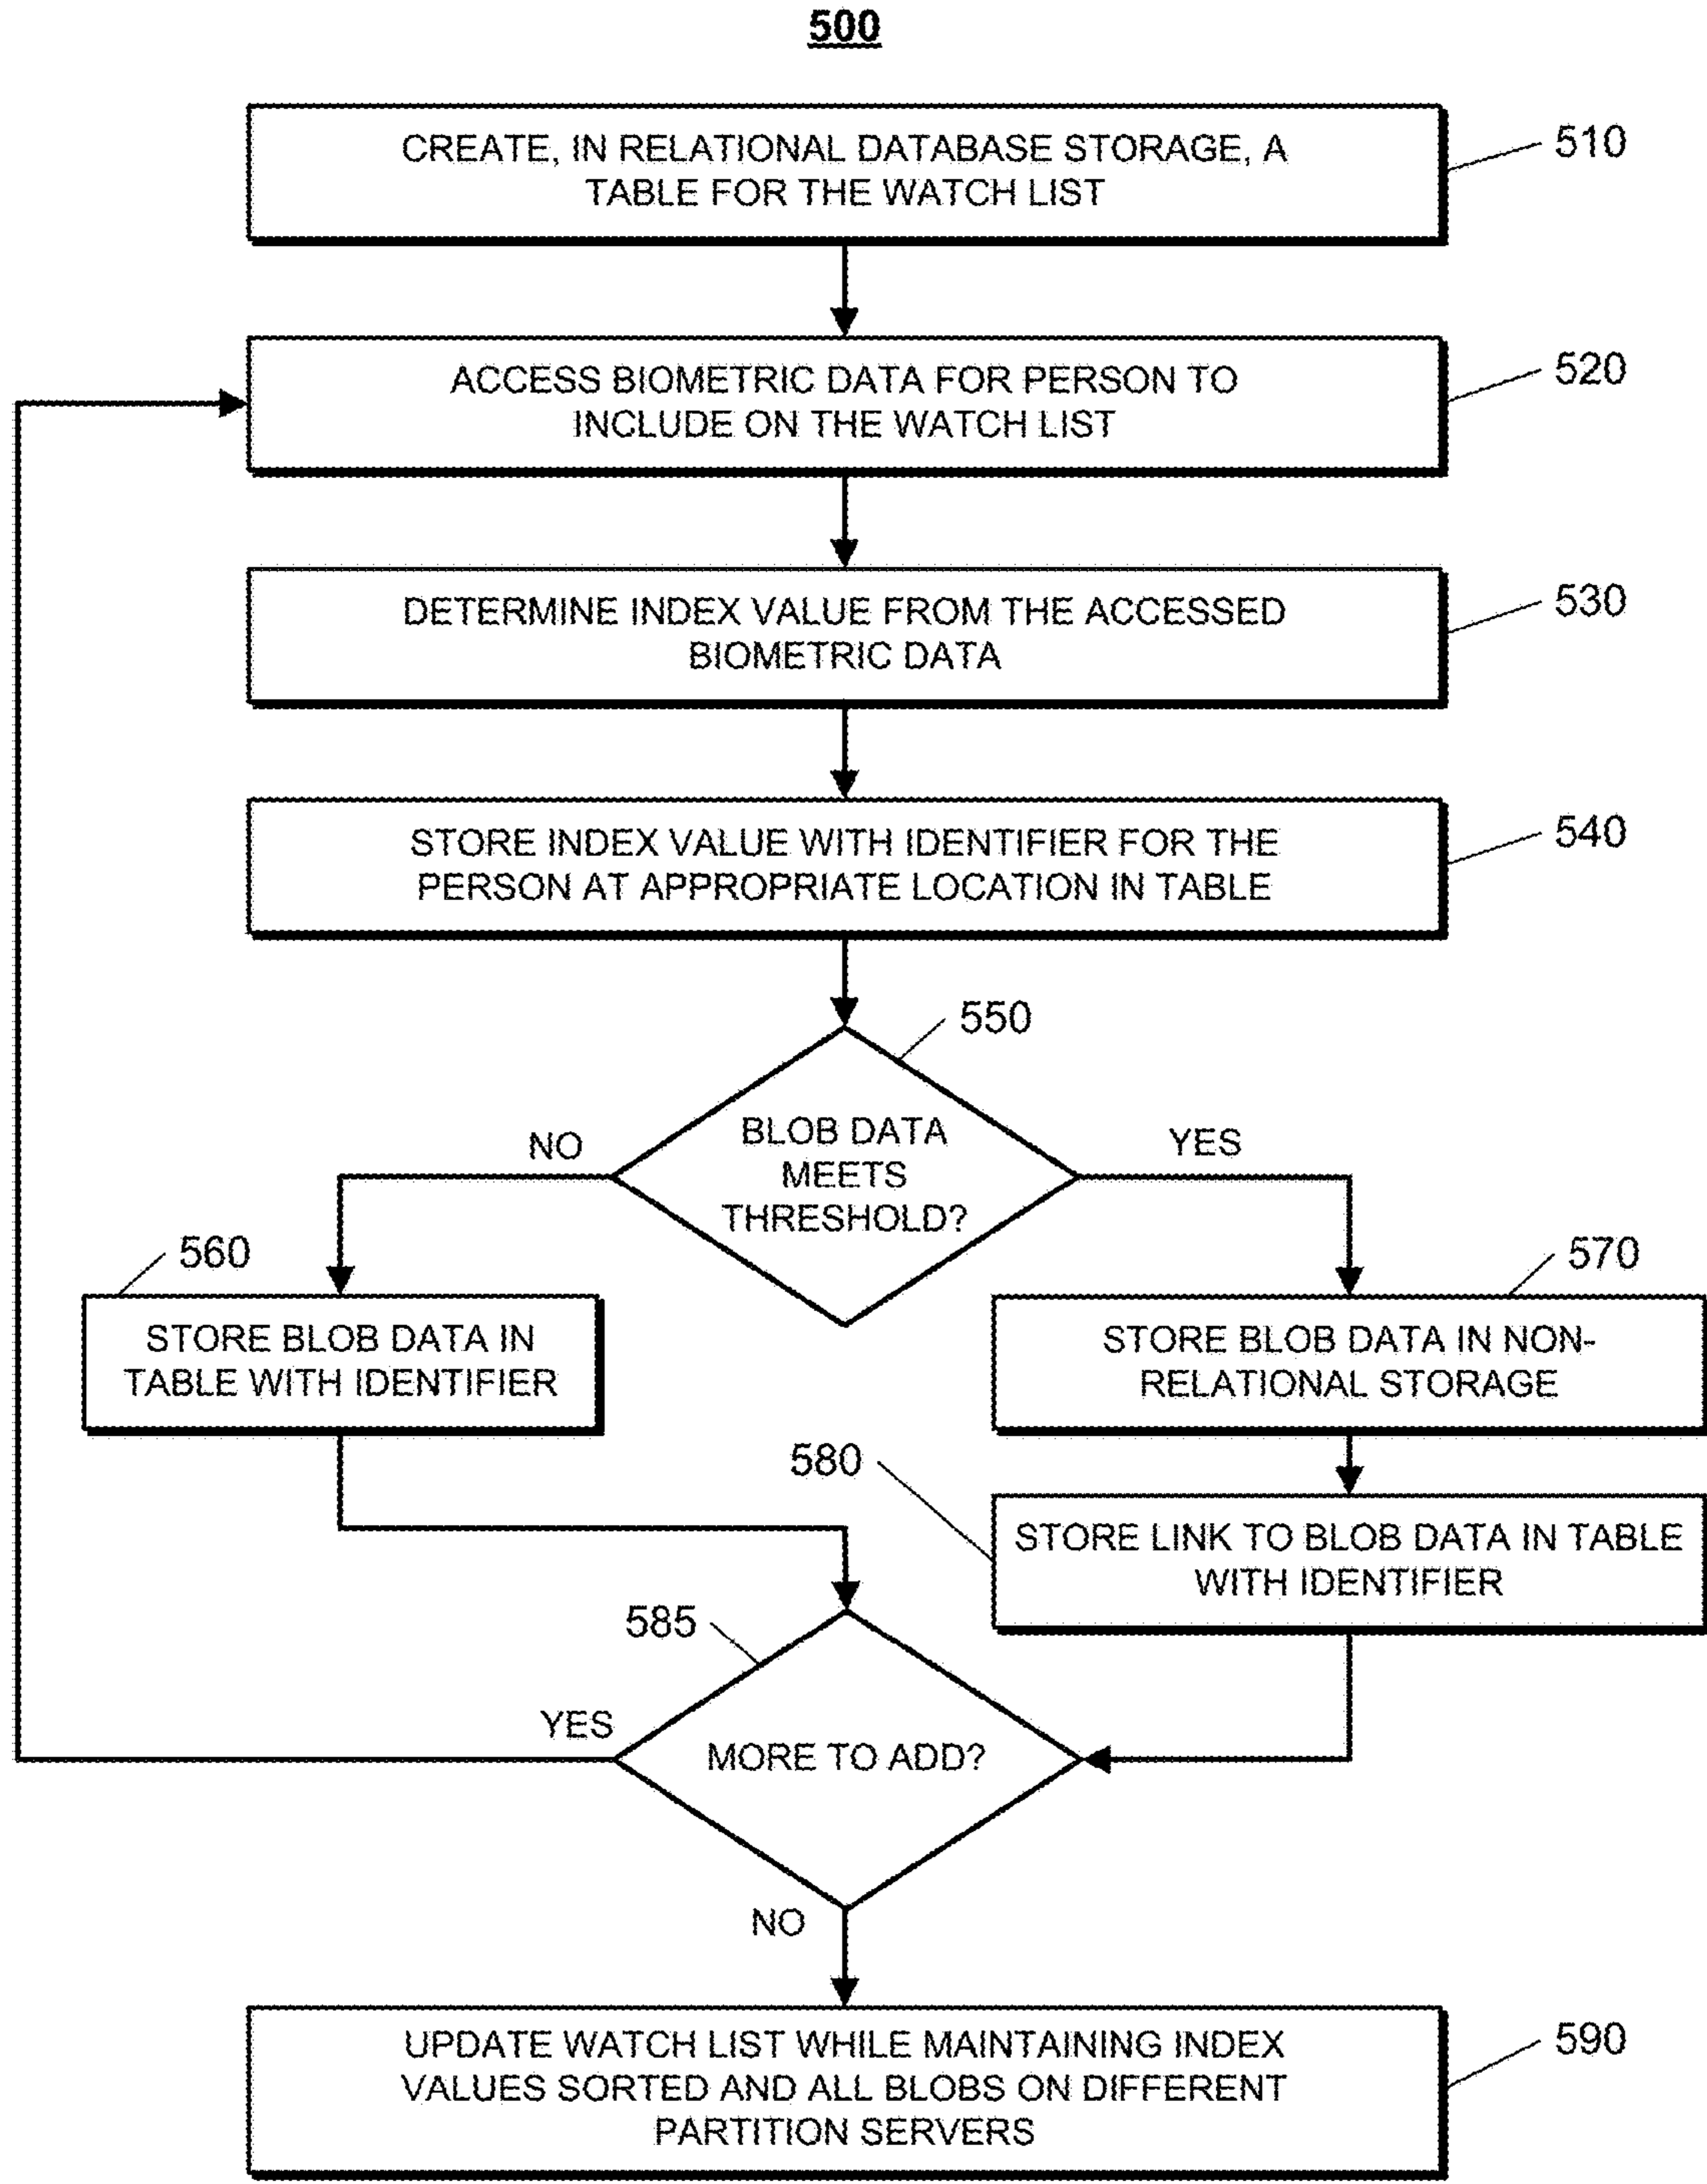 500
CREATE, IN RELATIONAL DATABASE STORAGE, A
TABLE FOR THE WATCH LIST
510
ACCESS BIOMETRIC DATA FOR PERSON TO
INCLUDE ON THE WATCH LIST
520
DETERMINE INDEX VALUE FROM THE ACCESSED
BIOMETRIC DATA
530
STORE INDEX VALUE WITH IDENTIFIER FOR THE
PERSON AT APPROPRIATE LOCATION IN TABLE
540
550
BLOB DATA
MEETS
THRESHOLD?
NO
YES
560
STORE BLOB DATA IN
TABLE WITH IDENTIFIER
570
STORE BLOB DATA IN NON-
RELATIONAL STORAGE
580
STORE LINK TO BLOB DATA IN TABLE
WITH IDENTIFIER
585
YES
MORE TO ADD?
NO
UPDATE WATCH LIST WHILE MAINTAINING INDEX
VALUES SORTED AND ALL BLOBS ON DIFFERENT
PARTITION SERVERS
590